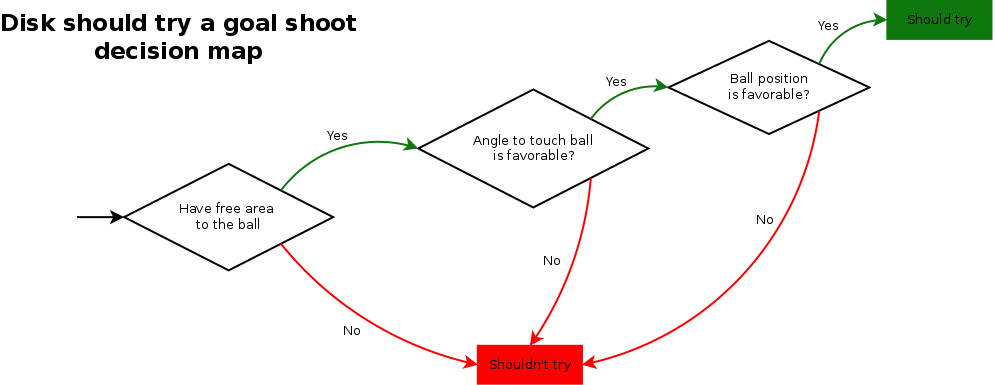 Disk should try a goal shoot
decision map
Yes
Should try
Yes
Ball position
is favorable?
Yes
Angle to touch ball
is favorable?
Have free area
to the ball
No
No
No
Shouldn't try